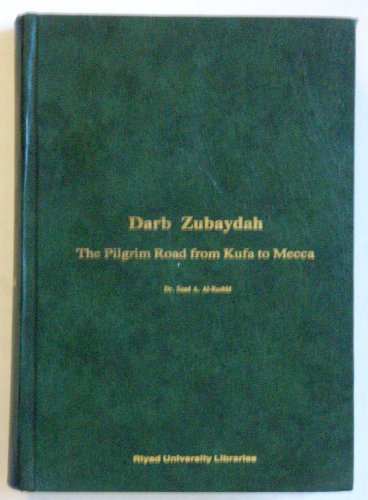 Darb Zubaydah
The Pilgrim Road from Kufa to Mecca
Dr. Saad A. Al-Rashid
Riyad University Libraries